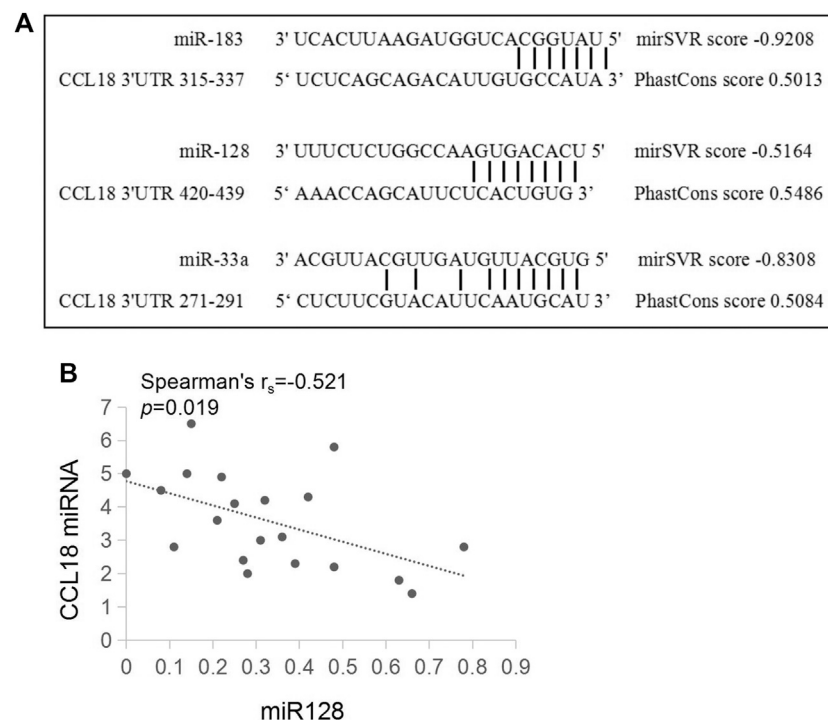 A
miR-183 3' UCACUUAAGAUGGUCACGGUAU 5' mirSVR score -0.9208
CCL18 3'UTR 315-337 5‘ UCUCAGCAGACAUUGUGCCAUA 3’ PhastCons score 0.5013
miR-128 3' UUUCUCUGGCCAAGUGACACU 5' mirSVR score -0.5164
CCL18 3'UTR 420-439 5‘ AAACCAGCAUUCUCACUGUG 3’ PhastCons score 0.5486
miR-33a 3' ACGUUACGUUGAUGUUACGUG 5' mirSVR score -0.8308
CCL18 3'UTR 271-291 5‘ CUCUUCGUACAUUCAAUGCAU 3’ PhastCons score 0.5084
B
Spearman's rs=-0.521
p=0.019
CCL18 miRNA
7
6
5
4
3
2
1
0
0 0.1 0.2 0.3 0.4 0.5 0.6 0.7 0.8 0.9
miR128